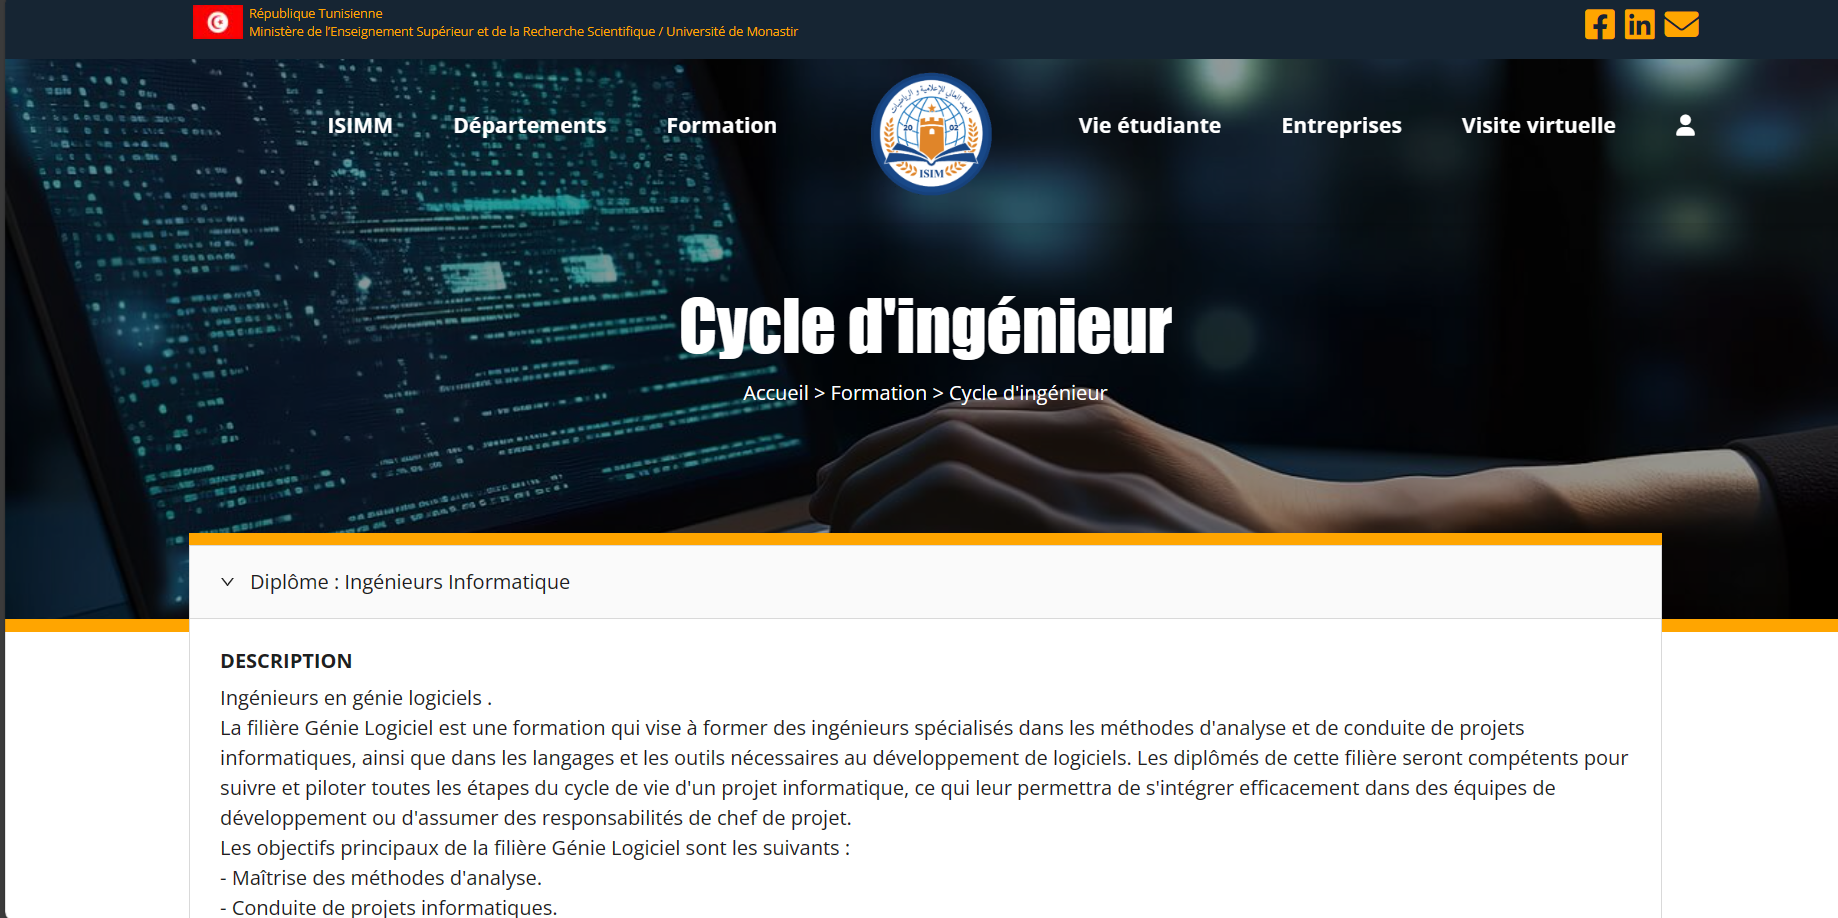 République Tunisienne
Ministère de l'Enseignement Supérieur et de la Recherche Scientifique / Université de Monastir
ISIMM
Départements
Formation
المعهد العالي للإعلامية و الرياضيات
20 02
ISIM
Vie étudiante
Entreprises
Visite virtuelle
Cycle d'ingénieur
Accueil > Formation > Cycle d'ingénieur
Diplôme : Ingénieurs Informatique
DESCRIPTION
Ingénieurs en génie logiciels .
La filière Génie Logiciel est une formation qui vise à former des ingénieurs spécialisés dans les méthodes d'analyse et de conduite de projets
informatiques, ainsi que dans les langages et les outils nécessaires au développement de logiciels. Les diplômés de cette filière seront compétents pour
suivre et piloter toutes les étapes du cycle de vie d'un projet informatique, ce qui leur permettra de s'intégrer efficacement dans des équipes de
développement ou d'assumer des responsabilités de chef de projet.
Les objectifs principaux de la filière Génie Logiciel sont les suivants :
- Maîtrise des méthodes d'analyse.
- Conduite de projets informatiques.